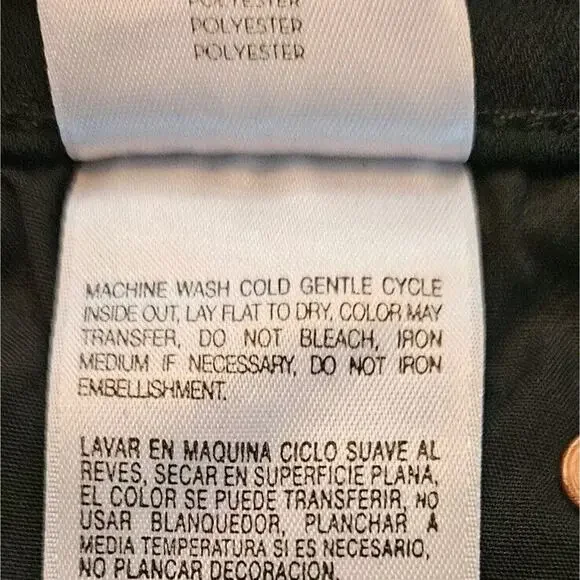 POLYESTER
POLYESTER
POLYESTER
MACHINE WASH COLD GENTLE CYCLE
INSIDE OUT, LAY FLAT TO DRY, COLOR MAY
TRANSFER, DO NOT BLEACH, IRON
MEDIUM IF NECESSARY, DO NOT IRON
EMBELLISHMENT.
LAVAR EN MAQUINA CICLO SUAVE AL
REVES, SECAR EN SUPERFICIE PLANA,
EL COLOR SE PUEDE TRANSFERIR, NO
USAR BLANQUEDOR, PLANCHAR A
MEDIA TEMPERATURA SI ES NECESARIO,
NO PLANCAR DECORACION.